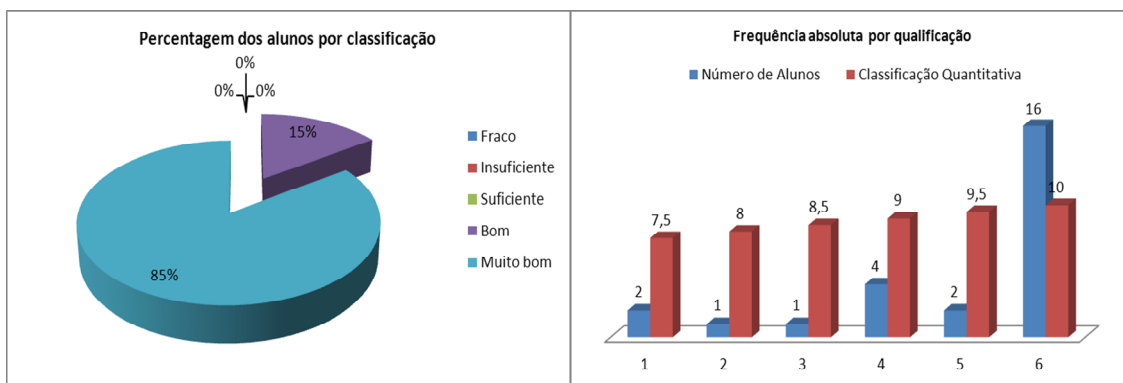 Percentagem dos alunos por classificação
0%
0% 0%
15%
85%
Fraco
Insuficiente
Suficiente
Bom
Muito bom
Frequência absoluta por qualificação
Número de Alunos Classificação Quantitativa
2 7,5 1 8 1 8,5 4 9 2 9,5 16 10
1 2 3 4 5 6